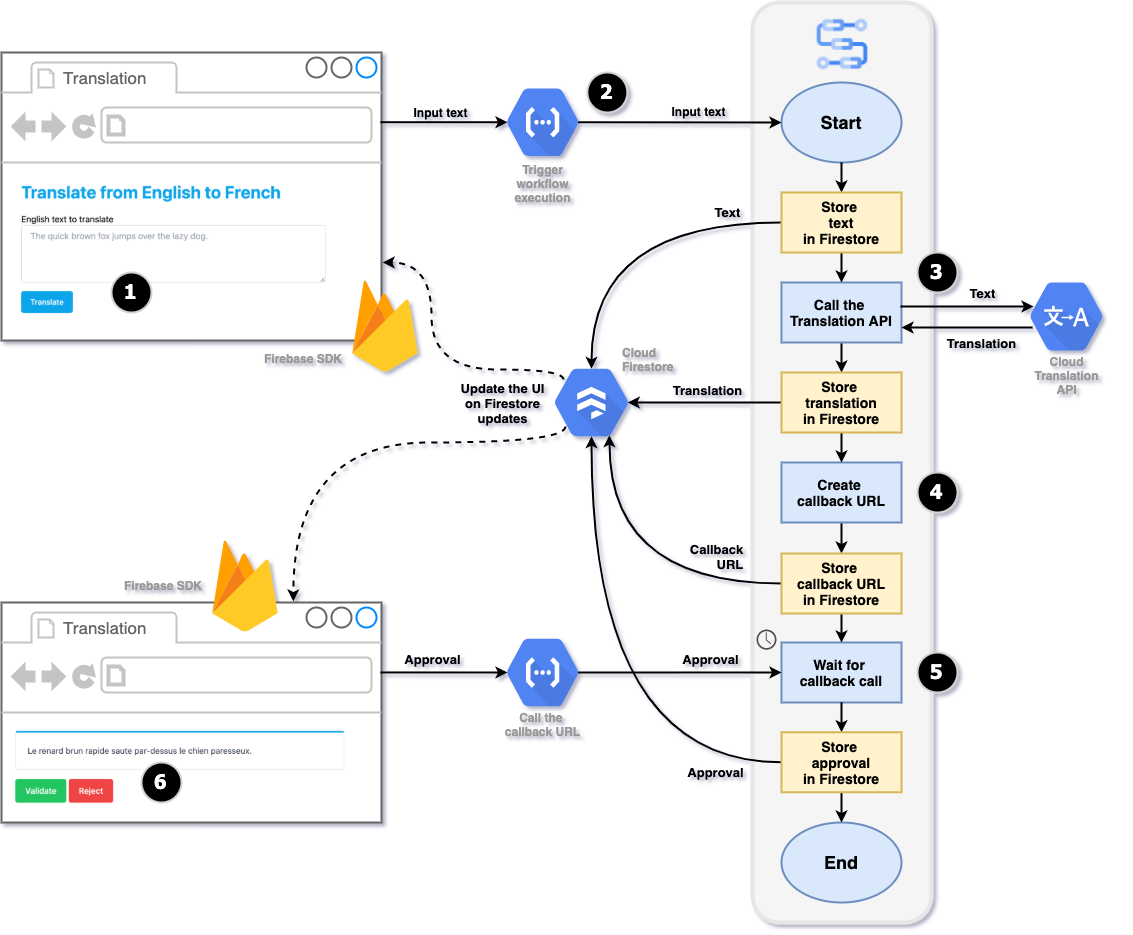 Translation
Translate from English to French
English text to translate
The quick brown fox jumps over the lazy dog.
Translate
1
Firebase SDK
Input text
2
Trigger
workflow
execution
Input text
Start
Store
text
in Firestore
Text
3
Call the
Translation API
Text
Translation
文→A
Cloud
Translation
API
Store
translation
in Firestore
Translation
Cloud
Firestore
Update the UI
on Firestore
updates
Create
callback URL
4
Store
callback URL
in Firestore
Callback
URL
Firebase SDK
Translation
Le renard brun rapide saute par-dessus le chien paresseux.
Validate
Reject
6
Approval
Call the
callback URL
Approval
Wait for
callback call
5
Store
approval
in Firestore
Approval
End